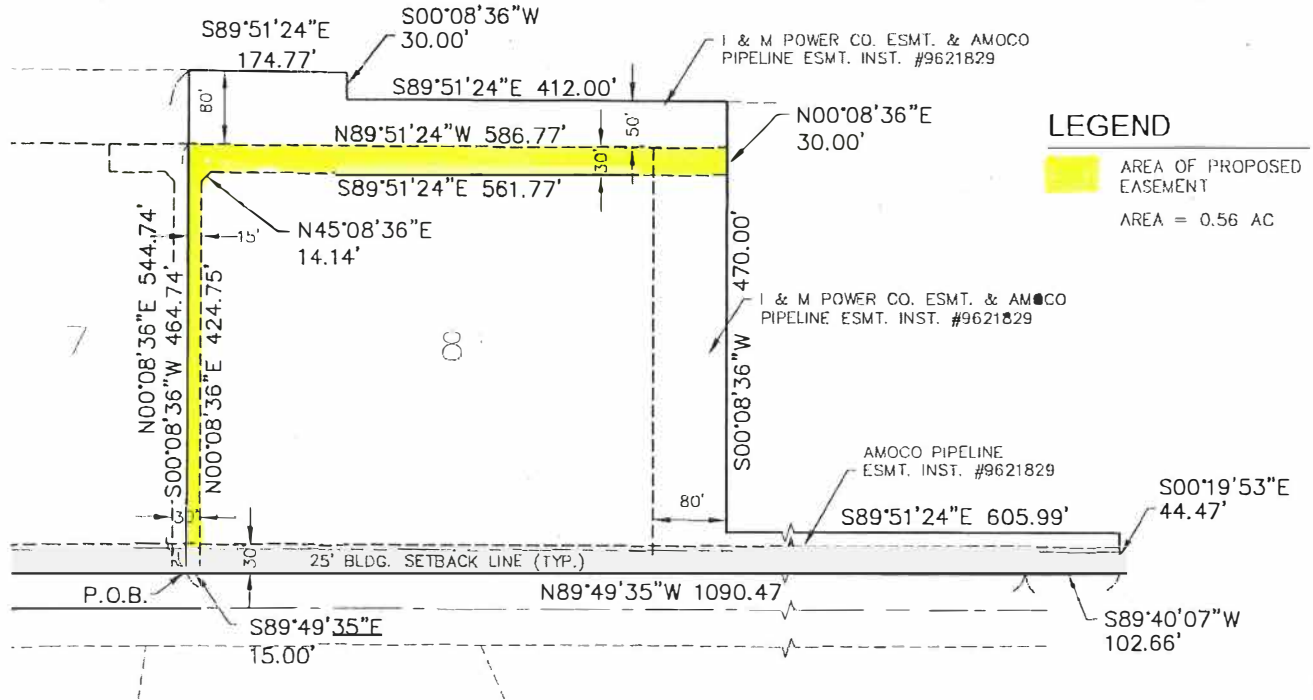 S89°51'24"E
174.77'
S00°08'36"W
30.00'
I & M POWER CO. ESMT. & AMOCO
PIPELINE ESMT. INST. #9621829
80'
S89°51'24"E 412.00'
50'
N00°08'36"E
30.00'
N89°51'24"W 586.77'
30'
S89°51'24"E 561.77'
LEGEND
AREA OF PROPOSED
EASEMENT
AREA = 0.56 AC
N45°08'36"E
14.14'
15'
N00°08'36"E 544.74'
S00°08'36"W 464.74'
N00°08'36"E 424.75'
7
8
S00°08'36"W 470.00'
I & M POWER CO. ESMT. & AMOCO
PIPELINE ESMT. INST. #9621829
AMOCO PIPELINE
ESMT. INST. #9621829
S00°19'53"E
44.47'
80'
S89°51'24"E 605.99'
30'
30'
25' BLDG. SETBACK LINE (TYP.)
P.O.B.
N89°49'35"W 1090.47
S89°49'35"E
15.00'
S89°40'07"W
102.66'